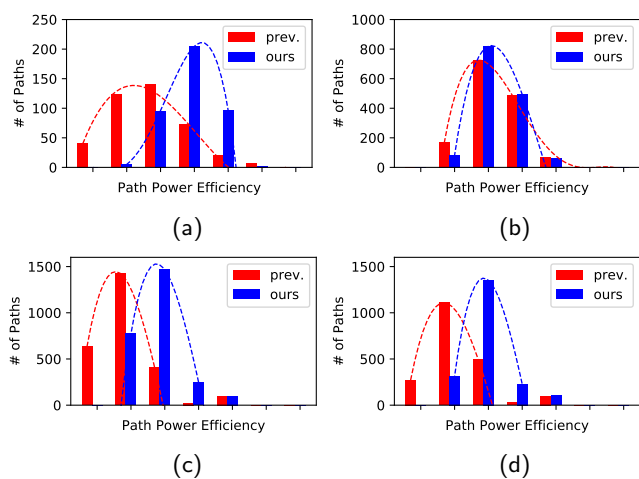 250
200
150
100
50
0
# of Paths
prev.
ours
Path Power Efficiency
(a)
1000
800
600
400
200
0
# of Paths
prev.
ours
Path Power Efficiency
(b)
1500
1000
500
0
# of Paths
prev.
ours
Path Power Efficiency
(c)
1500
1000
500
0
# of Paths
prev.
ours
Path Power Efficiency
(d)